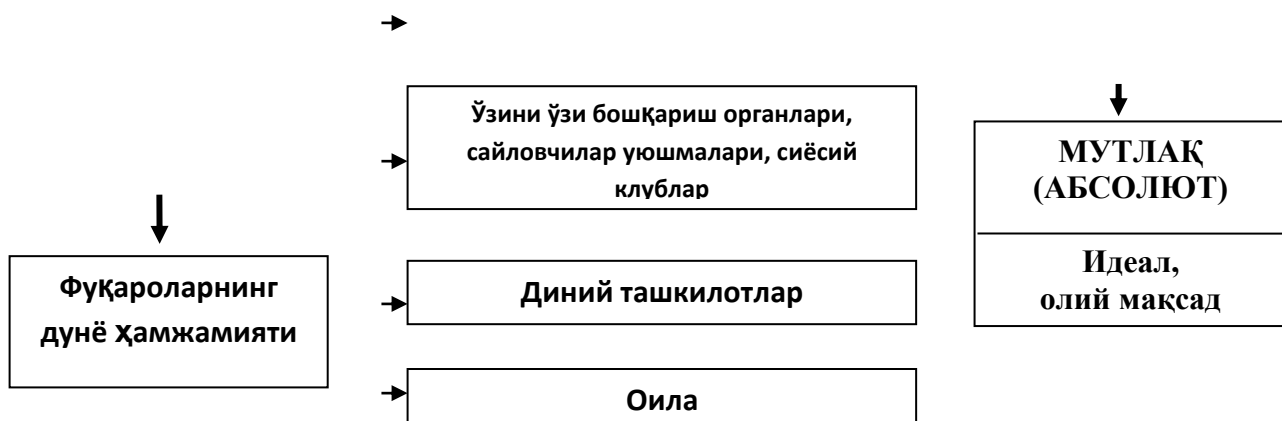 Фуқароларнинг
дунё ҳамжамияти
Ўзини ўзи бошқариш органлари,
сайловчилар уюшмалари, сиёсий
клублар
Диний ташкилотлар
Оила
МУТЛАҚ
(АБСОЛЮТ)
Идеал,
олий мақсад